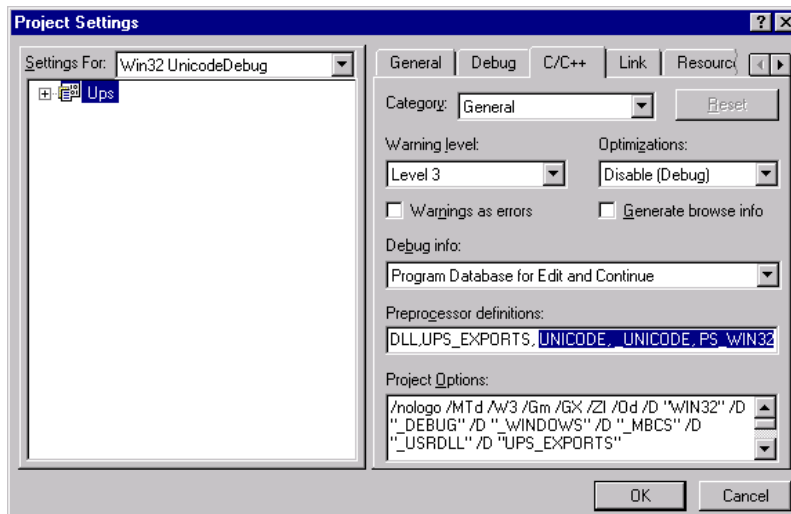 Project Settings
Settings For: Win32 UnicodeDebug
Ups
General Debug C/C++ Link
Category: General Reset
Warning level: Optimizations:
Level 3 Disable (Debug)
Warnings as errors Generate browse info
Debug info:
Program Database for Edit and Continue
Preprocessor definitions:
DLL,UPS_EXPORTS, UNICODE, _UNICODE, PS_WIN32
Project Options:
/nologo /MTd /W3 /Gm /GX /ZI /Od /D "WIN32" /D
"_DEBUG" /D "_WINDOWS" /D "_MBCS" /D
"_USRDLL" /D "UPS_EXPORTS"
OK Cancel